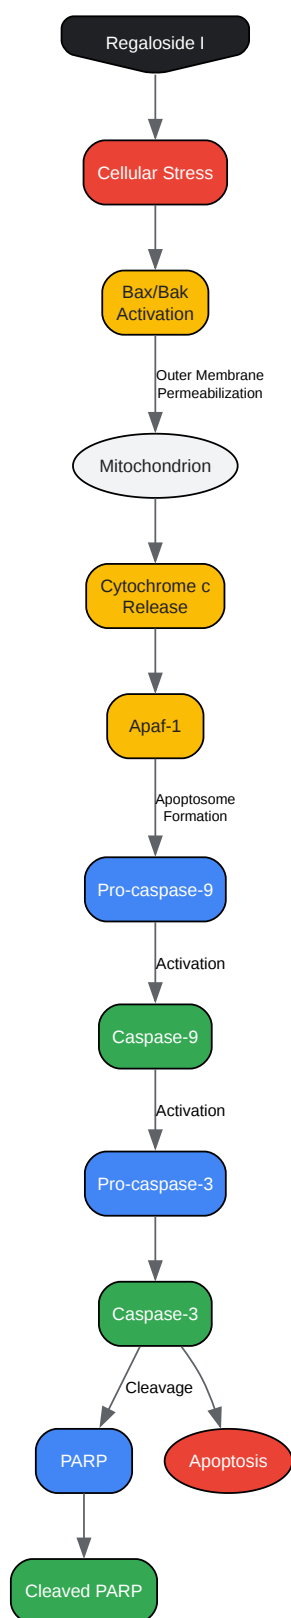 Regaloside I
Cellular Stress
Bax/Bak
Activation
Outer Membrane
Permeabilization
Mitochondrion
Cytochrome c
Release
Apaf-1
Apoptosome
Formation
Pro-caspase-9
Activation
Caspase-9
Activation
Pro-caspase-3
Caspase-3
Cleavage
PARP
Apoptosis
Cleaved PARP